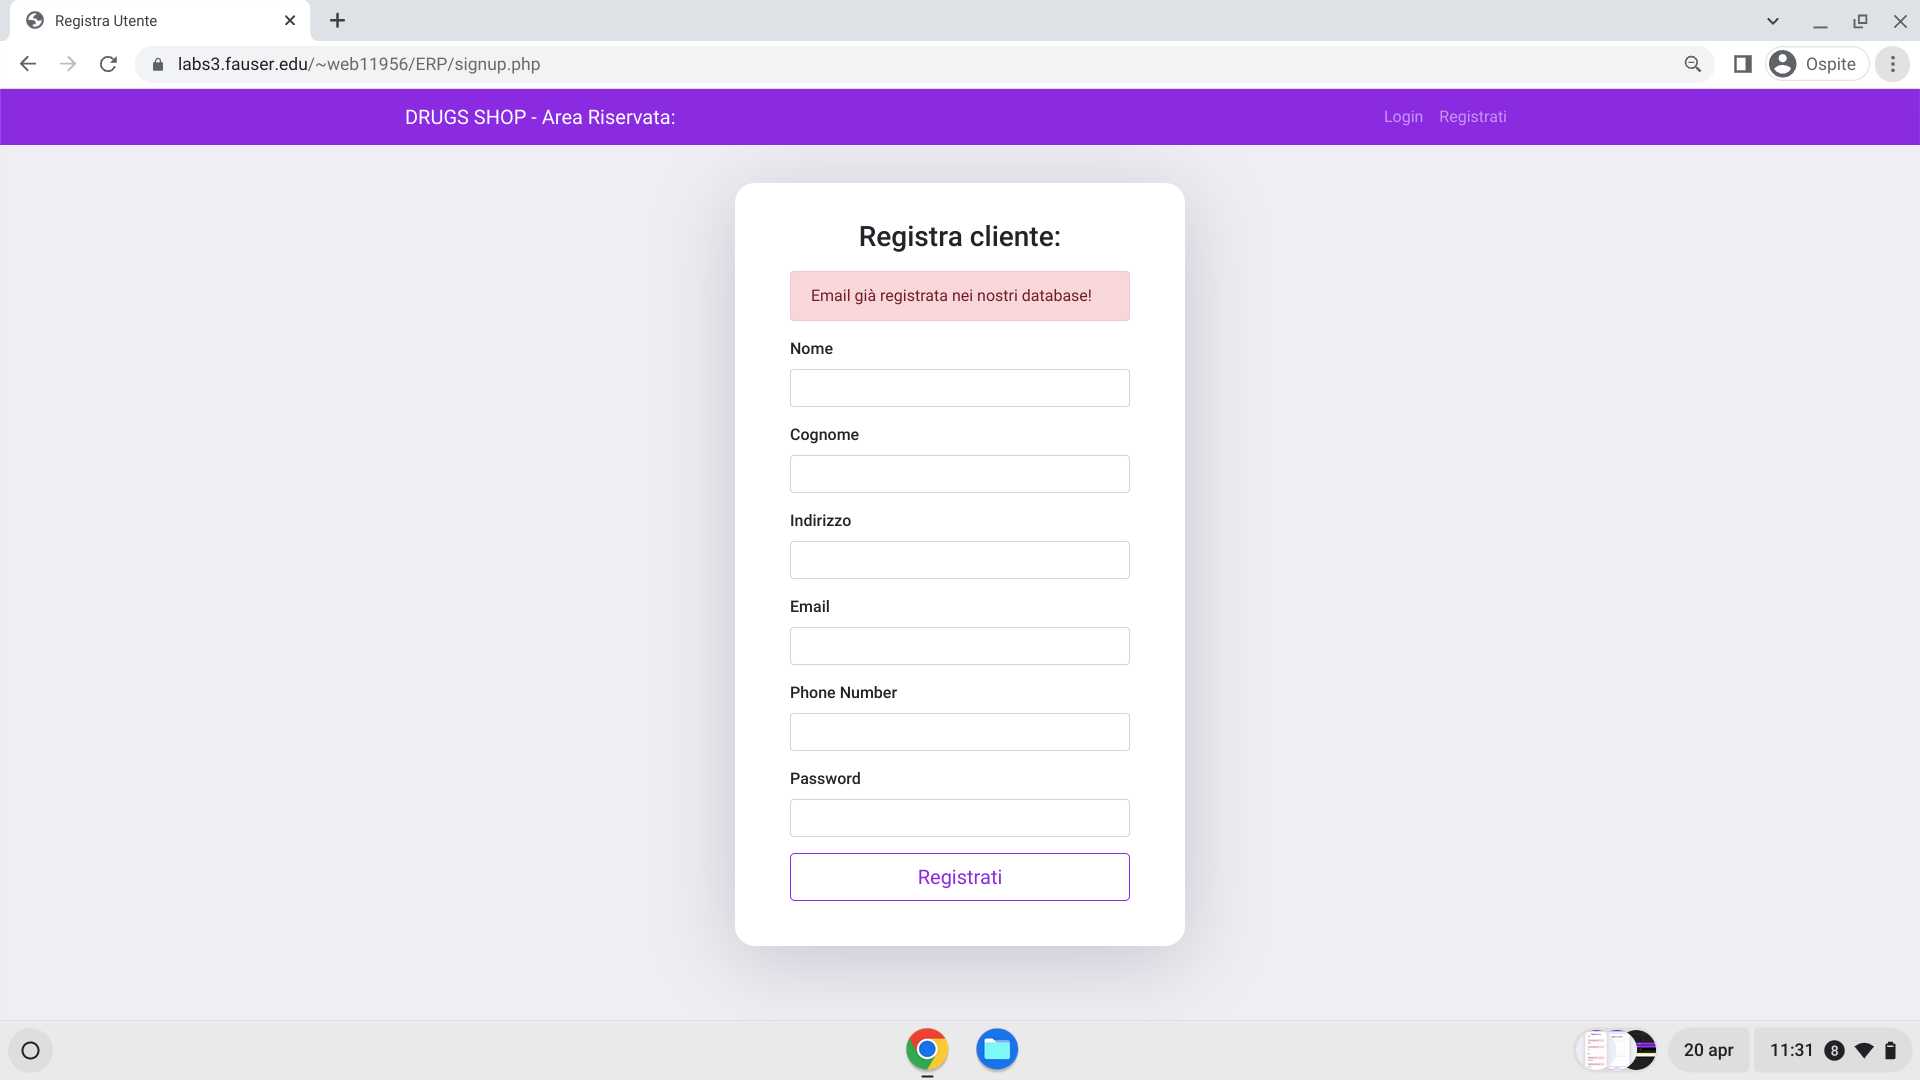 Registra Utente
labs3.fauser.edu/~web11956/ERP/signup.php
Ospite
DRUGS SHOP - Area Riservata:
Login Registrati
Registra cliente:
Email già registrata nei nostri database!
Nome
Cognome
Indirizzo
Email
Phone Number
Password
Registrati
20 apr
11:31 8